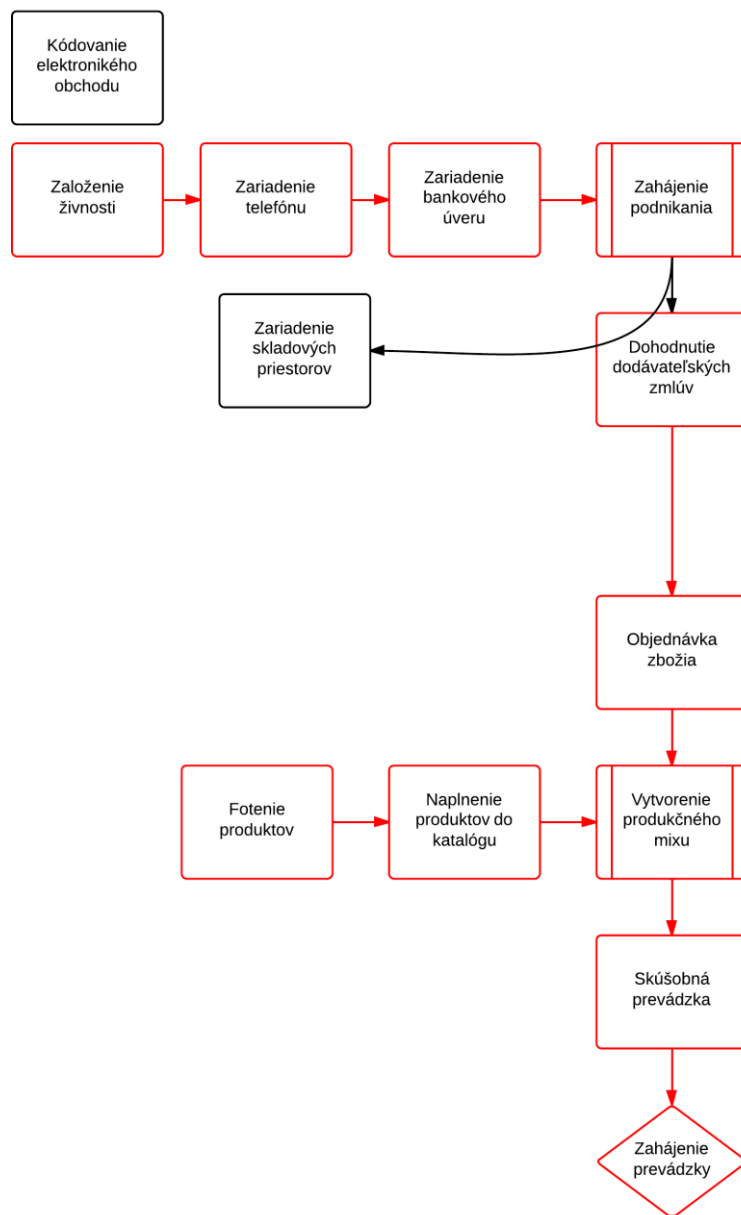 Kódovanie
elektronikého
obchodu
Založenie
živnosti
Zariadenie
telefónu
Zariadenie
bankového
úveru
Zahájenie
podnikania
Zariadenie
skladových
priestorov
Dohodnutie
dodávateľských
zmlúv
Objednávka
zbožia
Fotenie
produktov
Naplnenie
produktov do
katalógu
Vytvorenie
produkčného
mixu
Skúšobná
prevádzka
Zahájenie
prevádzky